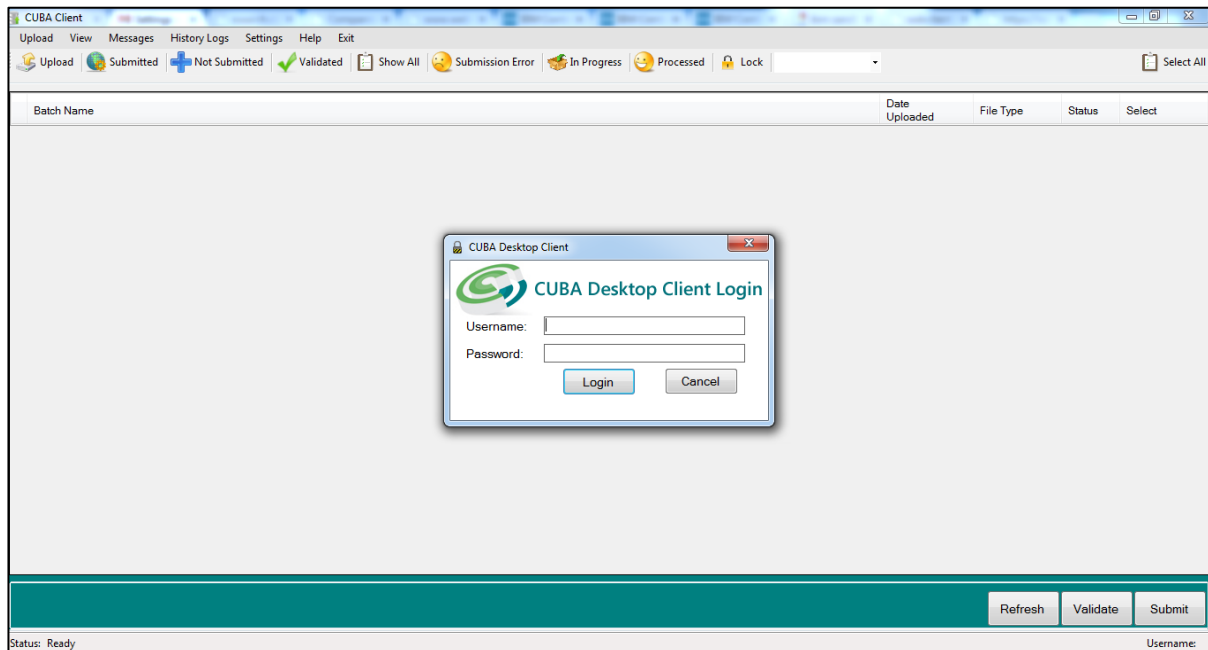 CUBA Client
Upload View Messages History Logs Settings Help Exit
Upload Submitted Not Submitted Validated Show All Submission Error In Progress Processed Lock Select All
Batch Name Date Uploaded File Type Status Select
CUBA Desktop Client
CUBA Desktop Client Login
Username:
Password:
Login Cancel
Refresh Validate Submit
Status: Ready Username: